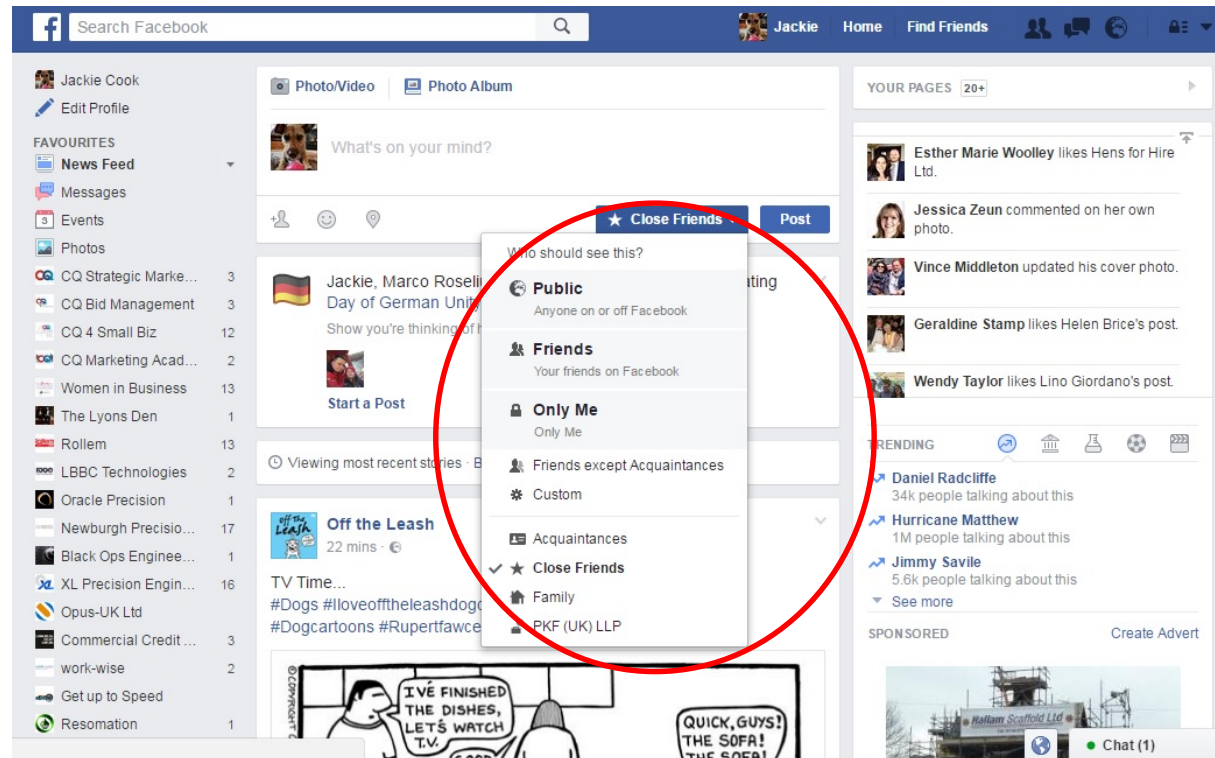 Search Facebook
Jackie
Home
Find Friends
Jackie Cook
Edit Profile
FAVOURITES
News Feed
Messages
Events
Photos
CQ Strategic Marke... 3
CQ Bid Management 3
CQ 4 Small Biz 12
CQ Marketing Acad... 2
Women in Business 13
The Lyons Den 1
Rollem 13
LBBC Technologies 2
Oracle Precision 1
Newburgh Precisio... 17
Black Ops Enginee... 1
XL Precision Engin... 16
Opus-UK Ltd
Commercial Credit ... 3
work-wise 2
Get up to Speed
Resomation 1
Photo/Video
Photo Album
What's on your mind?
Close Friends
Post
Who should see this?
Public
Anyone on or off Facebook
Friends
Your friends on Facebook
Only Me
Only Me
Friends except Acquaintances
Custom
Acquaintances
Close Friends
Family
PKF (UK) LLP
Jackie, Marco
Day of German Unity
Show you're thinking of
Start a Post
Viewing most recent stories ·
Off the Leash
22 mins ·
TV Time...
#Dogs
#Dogcartoons
I'VE FINISHED
THE DISHES,
LET'S WATCH
T.V.
QUICK, GUYS!
THE SOFA!
THE SOFA!
YOUR PAGES 20+
Esther Marie Woolley likes Hens for Hire
Ltd.
Jessica Zeun commented on her own
photo.
Vince Middleton updated his cover photo.
Geraldine Stamp likes Helen Brice's post.
Wendy Taylor likes Lino Giordano's post.
TRENDING
Daniel Radcliffe
34k people talking about this
Hurricane Matthew
1M people talking about this
Jimmy Savile
5.6k people talking about this
See more
SPONSORED
Create Advert
Hallam Scaffold Ltd
Chat (1)